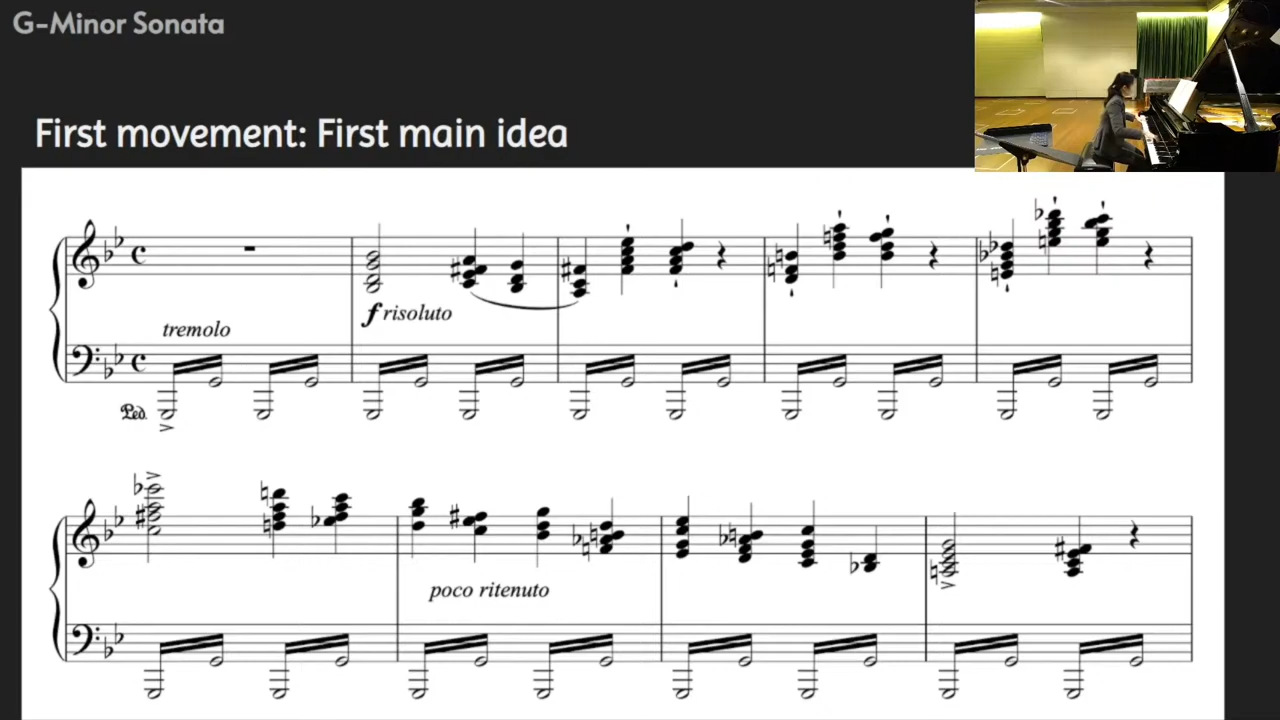 G-Minor Sonata
First movement: First main idea
tremolo
f risoluto
Ped.
poco ritenuto